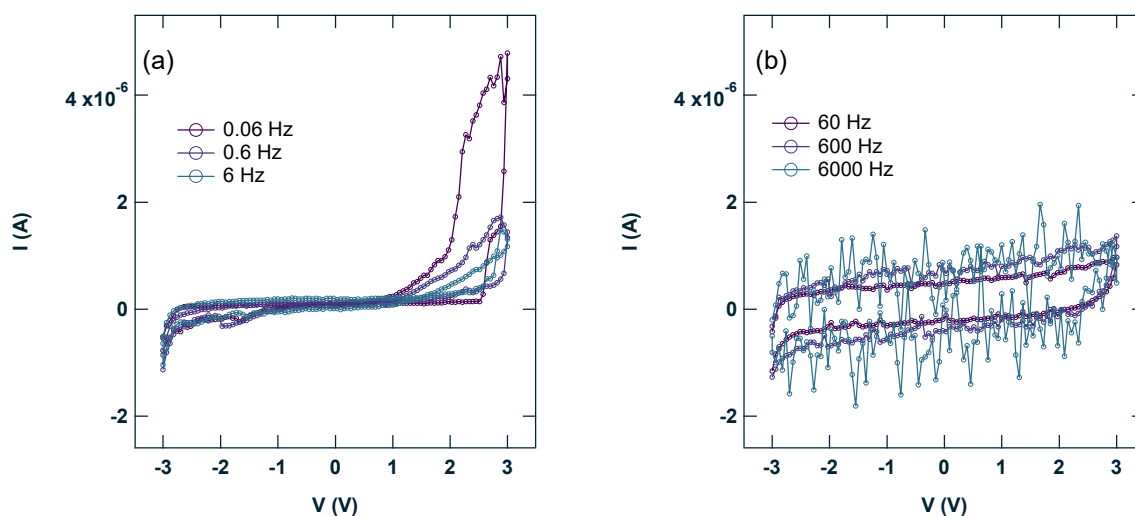 (a)
4 x10⁻⁶
2
0
-2
I (A)
0.06 Hz
0.6 Hz
6 Hz
-3 -2 -1 0 1 2 3
V (V)
(b)
4 x10⁻⁶
2
0
-2
I (A)
60 Hz
600 Hz
6000 Hz
-3 -2 -1 0 1 2 3
V (V)